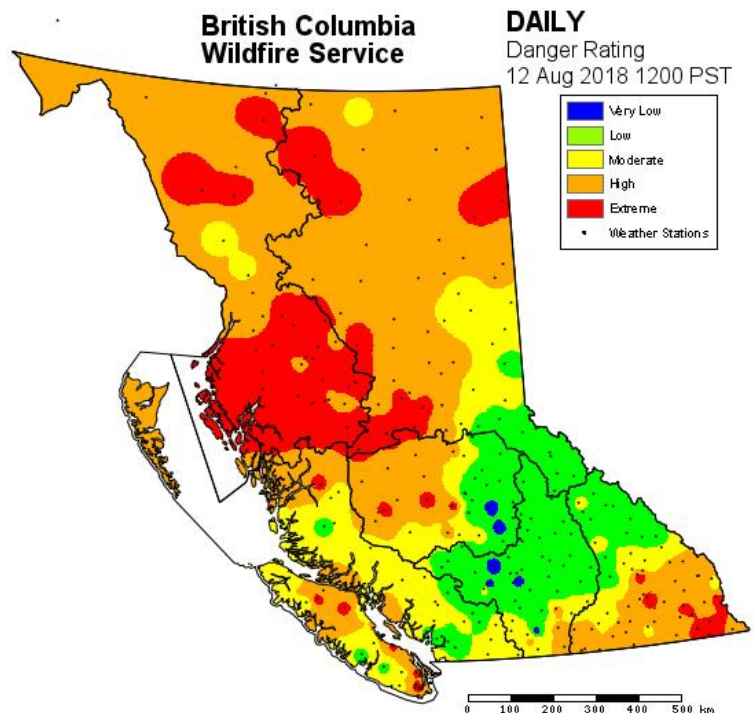 British Columbia
Wildfire Service
DAILY
Danger Rating
12 Aug 2018 1200 PST
Very Low
Low
Moderate
High
Extreme
Weather Stations
0 100 200 300 400 500 km